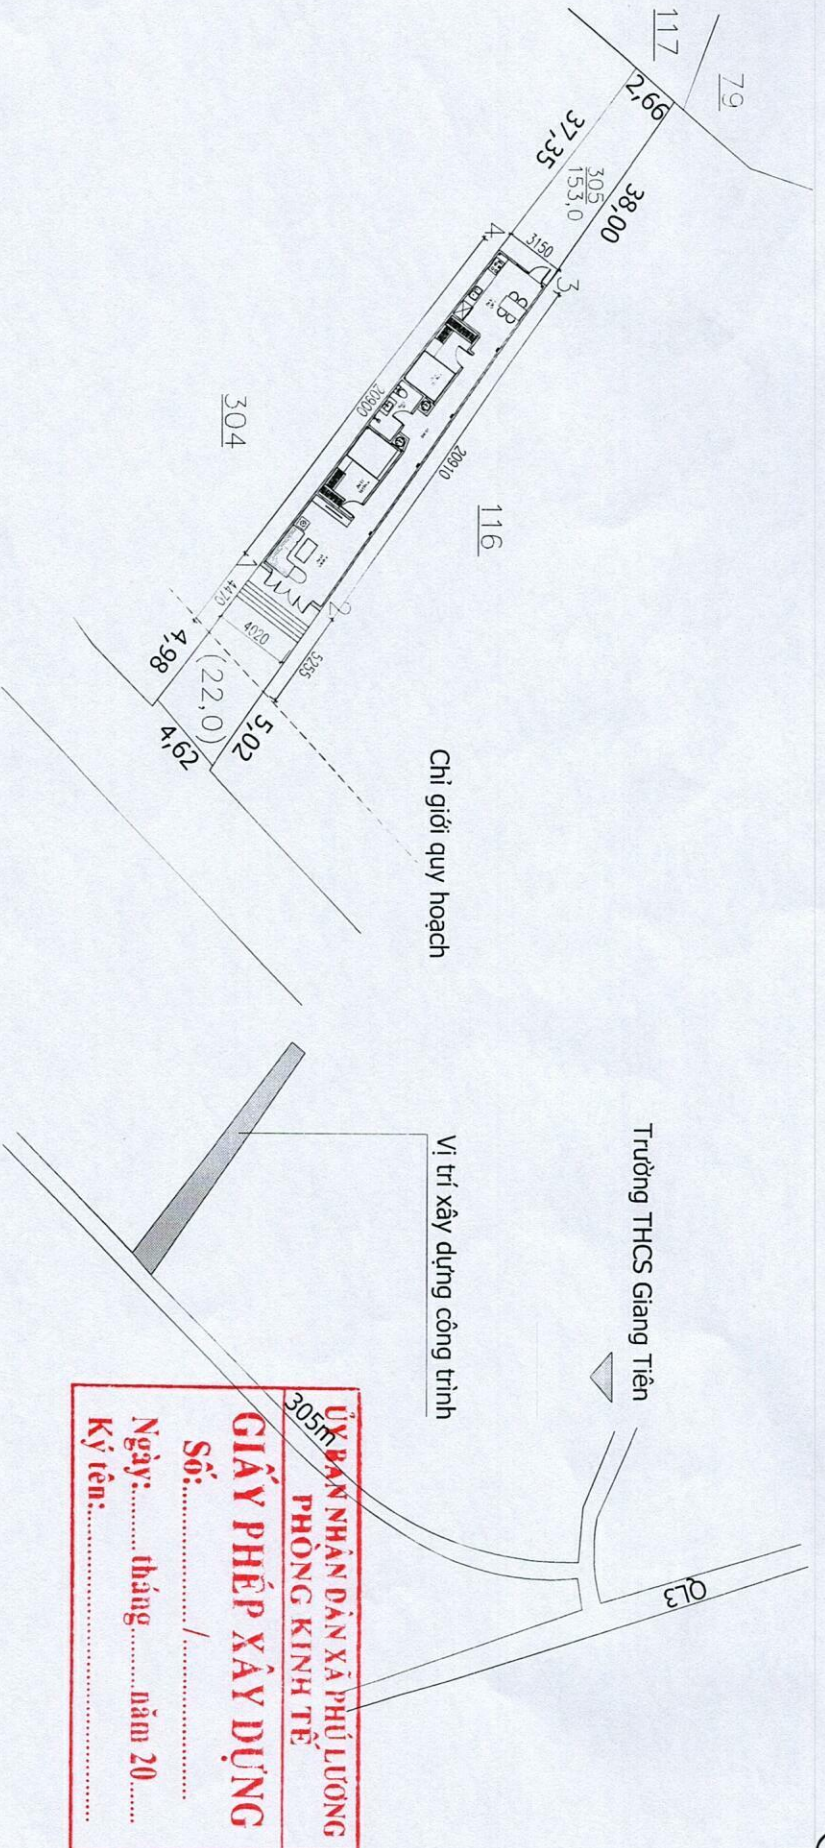 117
79
2,66
37,35
38,00
305
153,0
3150
3
20900
20910
304
116
2
4470
4020
5255
4,98
(22,0)
5,02
4,62
Chỉ giới quy hoạch
Trường THCS Giang Tiên
Vị trí xây dựng công trình
305m
QL3
ỦY BAN NHÂN DÂN XÃ PHÚ LƯƠNG
PHÒNG KINH TẾ
GIẤY PHÉP XÂY DỰNG
Số:............../..................
Ngày:......tháng........năm 20.....
Ký tên:................................